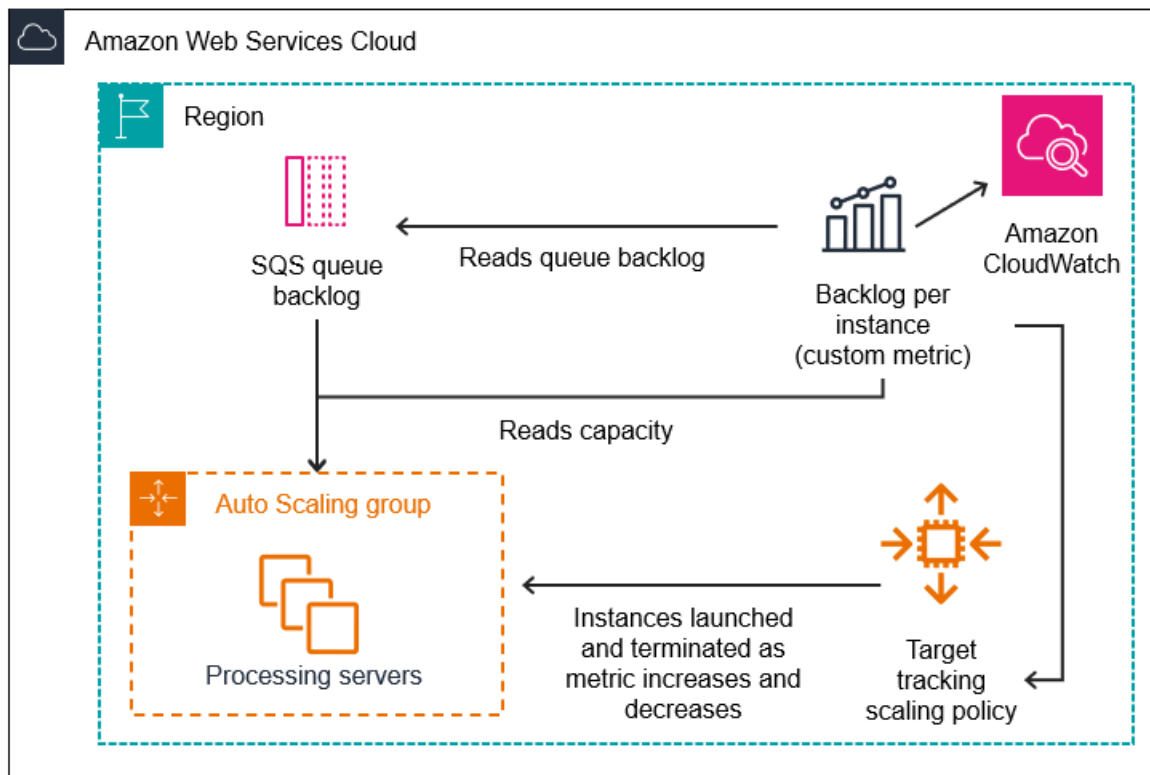 Amazon Web Services Cloud
Region
SQS queue
backlog
Reads queue backlog
Backlog per
instance
(custom metric)
Amazon
CloudWatch
Reads capacity
Auto Scaling group
Processing servers
Instances launched
and terminated as
metric increases and
decreases
Target
tracking
scaling policy